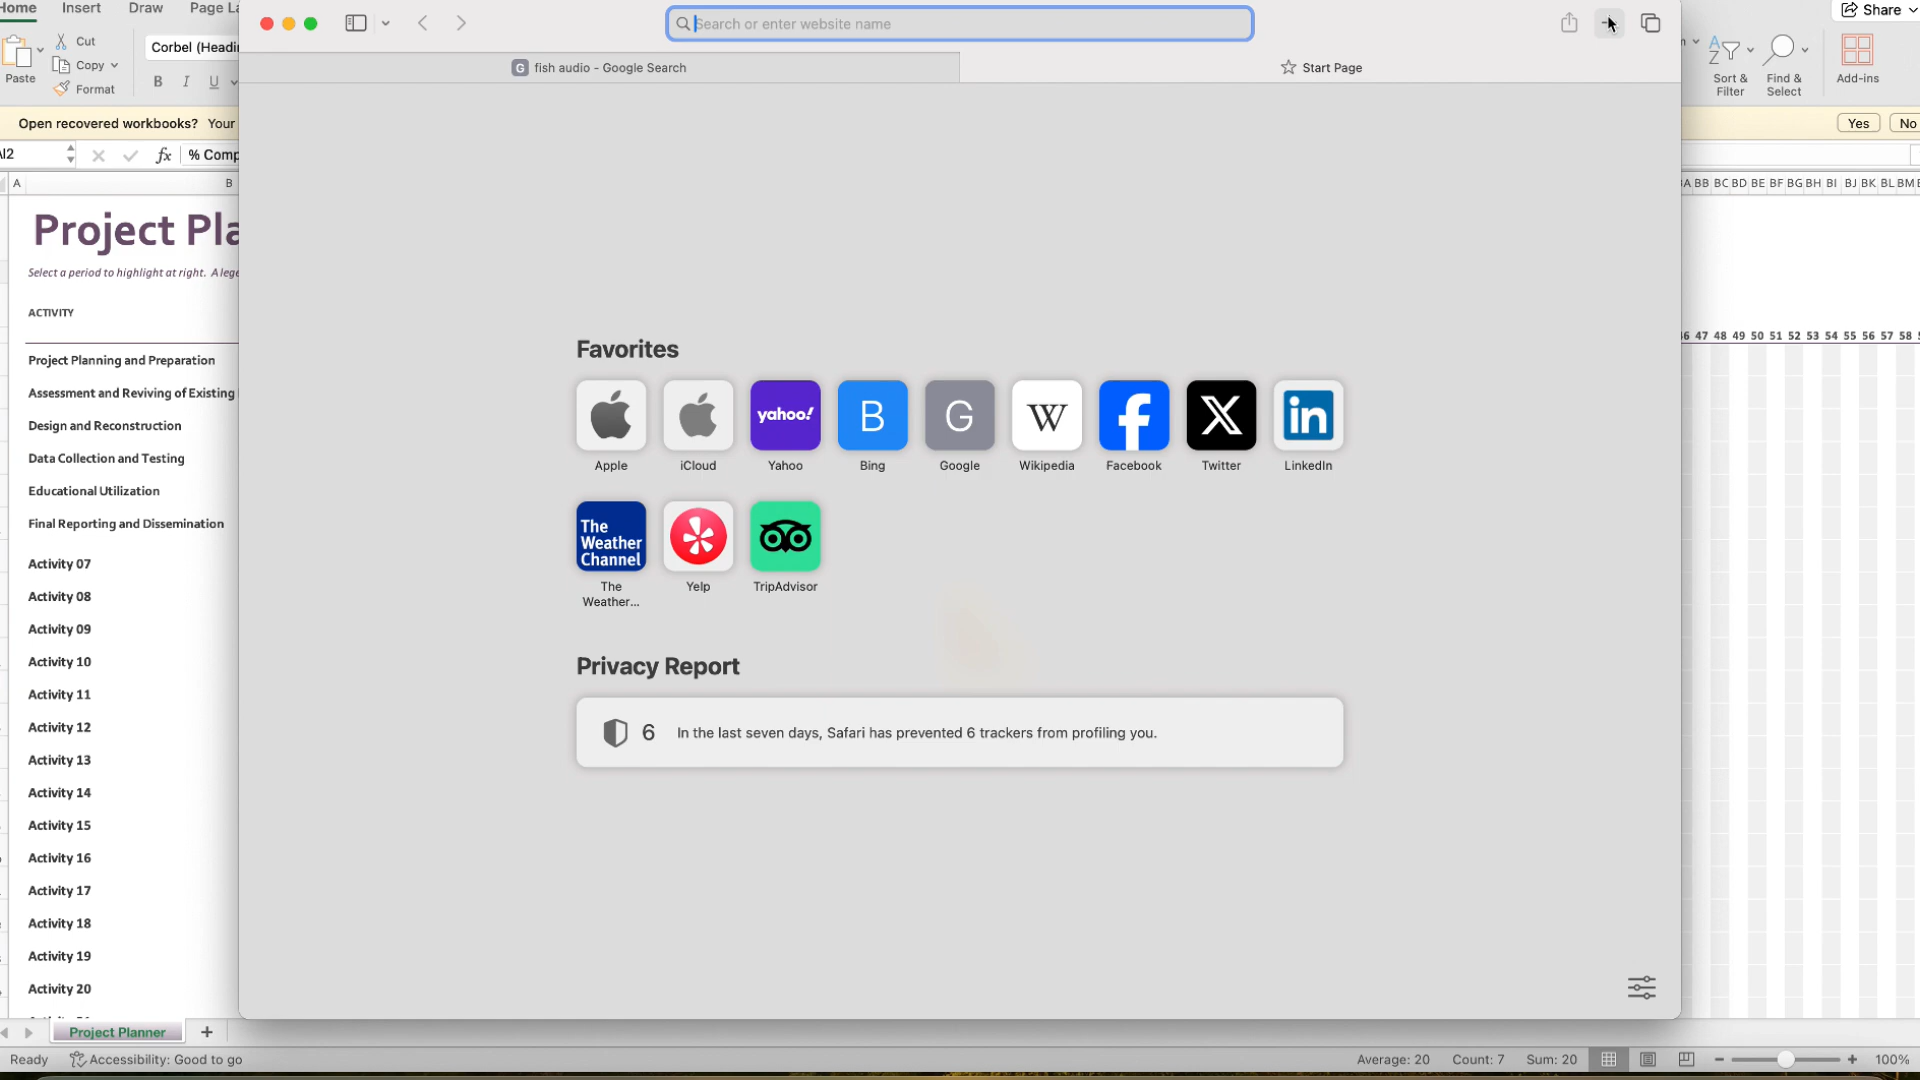 Home Insert Draw Page La
Share
Search or enter website name
Paste
Cut
Copy
Format
Corbel (Headi
B I U
fish audio - Google Search
Start Page
Sort & Filter
Find & Select
Add-ins
Open recovered workbooks? Your
Yes
No
fx % Comp
A B
BB BC BD BE BF BG BH BI BJ BK BL BM
Project Pla
Select a period to highlight at right. A lege
ACTIVITY
47 48 49 50 51 52 53 54 55 56 57 58
Project Planning and Preparation
Assessment and Reviving of Existing
Design and Reconstruction
Data Collection and Testing
Educational Utilization
Final Reporting and Dissemination
Activity 07
Activity 08
Activity 09
Activity 10
Activity 11
Activity 12
Activity 13
Activity 14
Activity 15
Activity 16
Activity 17
Activity 18
Activity 19
Activity 20
Favorites
yahoo! B G W X in
Apple iCloud Yahoo Bing Google Wikipedia Facebook Twitter LinkedIn
The
Weather
Channel
The
Weather...
Yelp
TripAdvisor
Privacy Report
6 In the last seven days, Safari has prevented 6 trackers from profiling you.
Project Planner
Ready
Accessibility: Good to go
Average: 20 Count: 7 Sum: 20
100%